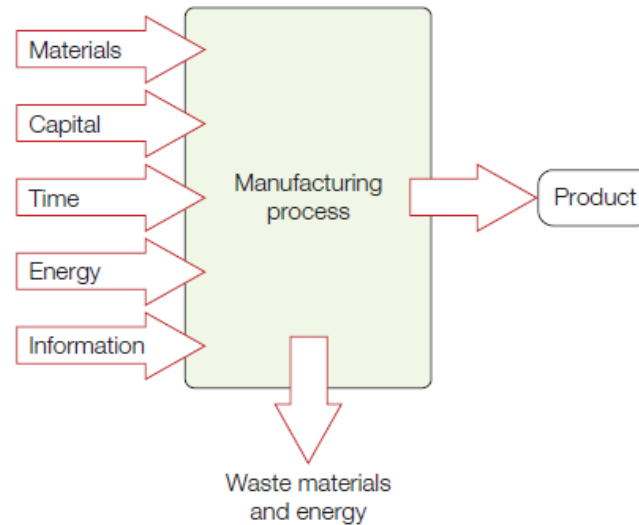 Materials
Capital
Time
Energy
Information
Manufacturing
process
Product
Waste materials
and energy